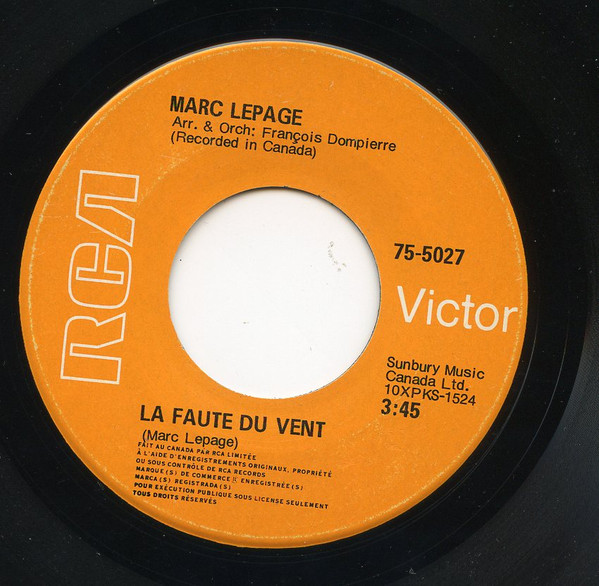 MARC LEPAGE
Arr. & Orch: François Dompierre
(Recorded in Canada)
RCA
75-5027
Victor
Sunbury Music
Canada Ltd.
10XPKS-1524
3:45
LA FAUTE DU VENT
(Marc Lepage)
FAIT AU CANADA PAR RCA LIMITÉE
À L'AIDE D'ENREGISTREMENTS ORIGINAUX, PROPRIÉTÉ
OU SOUS CONTRÔLE DE RCA RECORDS
MARQUE(S) DE COMMERCE ENREGISTRÉE(S)
MARCA(S) REGISTRADA(S)
POUR EXÉCUTION PUBLIQUE SOUS LICENSE SEULEMENT
TOUS DROITS RÉSERVÉS